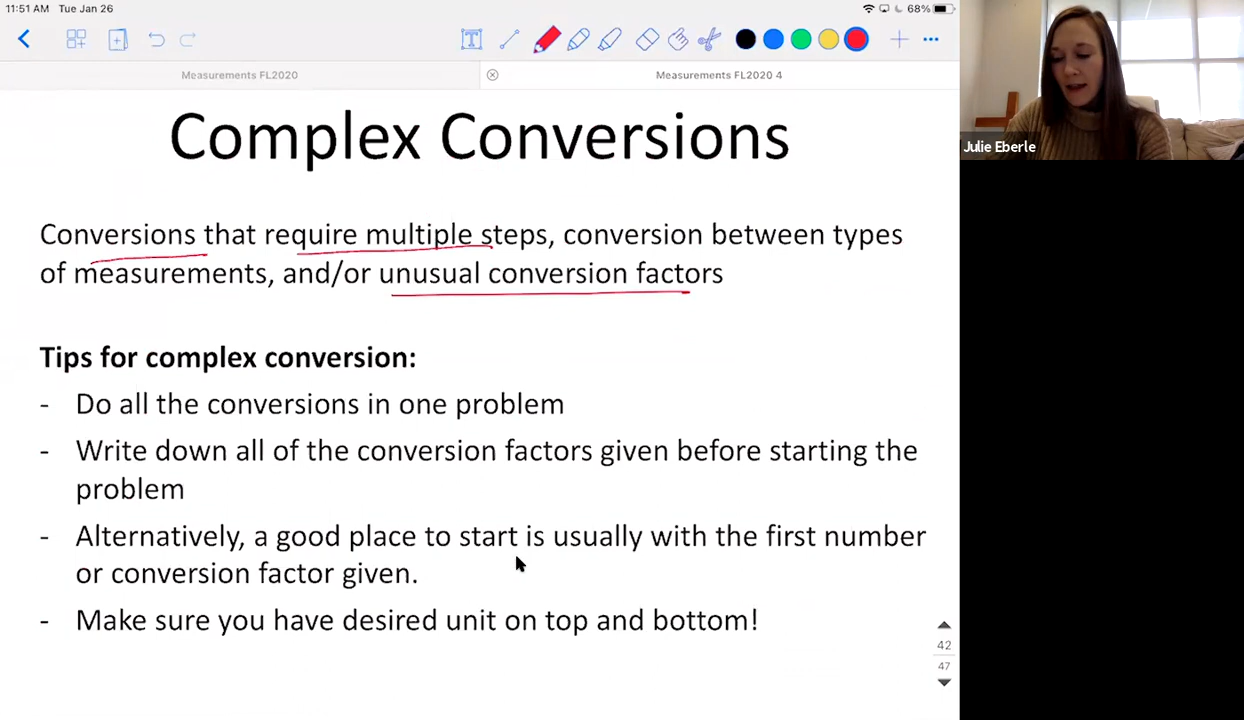 11:51 AM Tue Jan 26
68%
T
Measurements FL2020
Measurements FL2020 4
Complex Conversions
Conversions that require multiple steps, conversion between types
of measurements, and/or unusual conversion factors
Tips for complex conversion:
- Do all the conversions in one problem
- Write down all of the conversion factors given before starting the
problem
- Alternatively, a good place to start is usually with the first number
or conversion factor given.
- Make sure you have desired unit on top and bottom!
42
47
Julie Eberle